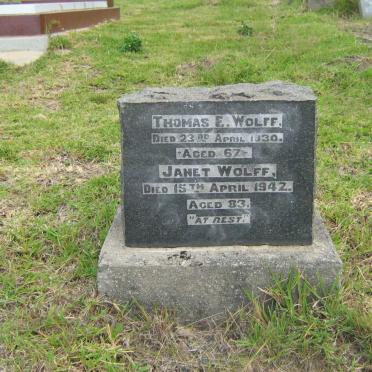 THOMAS E. WOLFF.
DIED 23RD APRIL 1930.
-AGED 67-
JANET WOLFF,
DIED 15TH APRIL 1942.
AGED 83.
"AT REST."